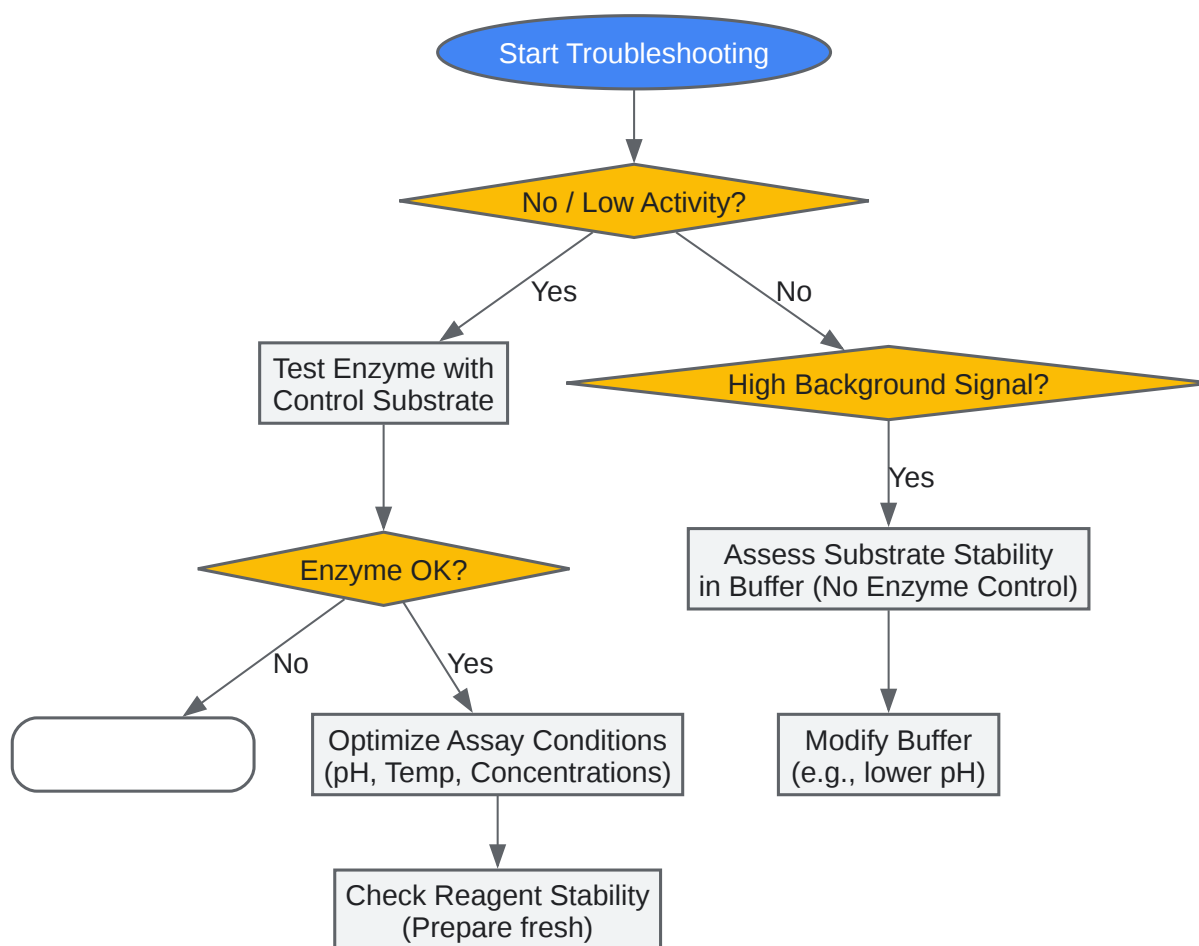 Start Troubleshooting
No / Low Activity?
Yes
No
Test Enzyme with
Control Substrate
High Background Signal?
Yes
Enzyme OK?
Assess Substrate Stability
in Buffer (No Enzyme Control)
No
Yes
Optimize Assay Conditions
(pH, Temp, Concentrations)
Modify Buffer
(e.g., lower pH)
Check Reagent Stability
(Prepare fresh)